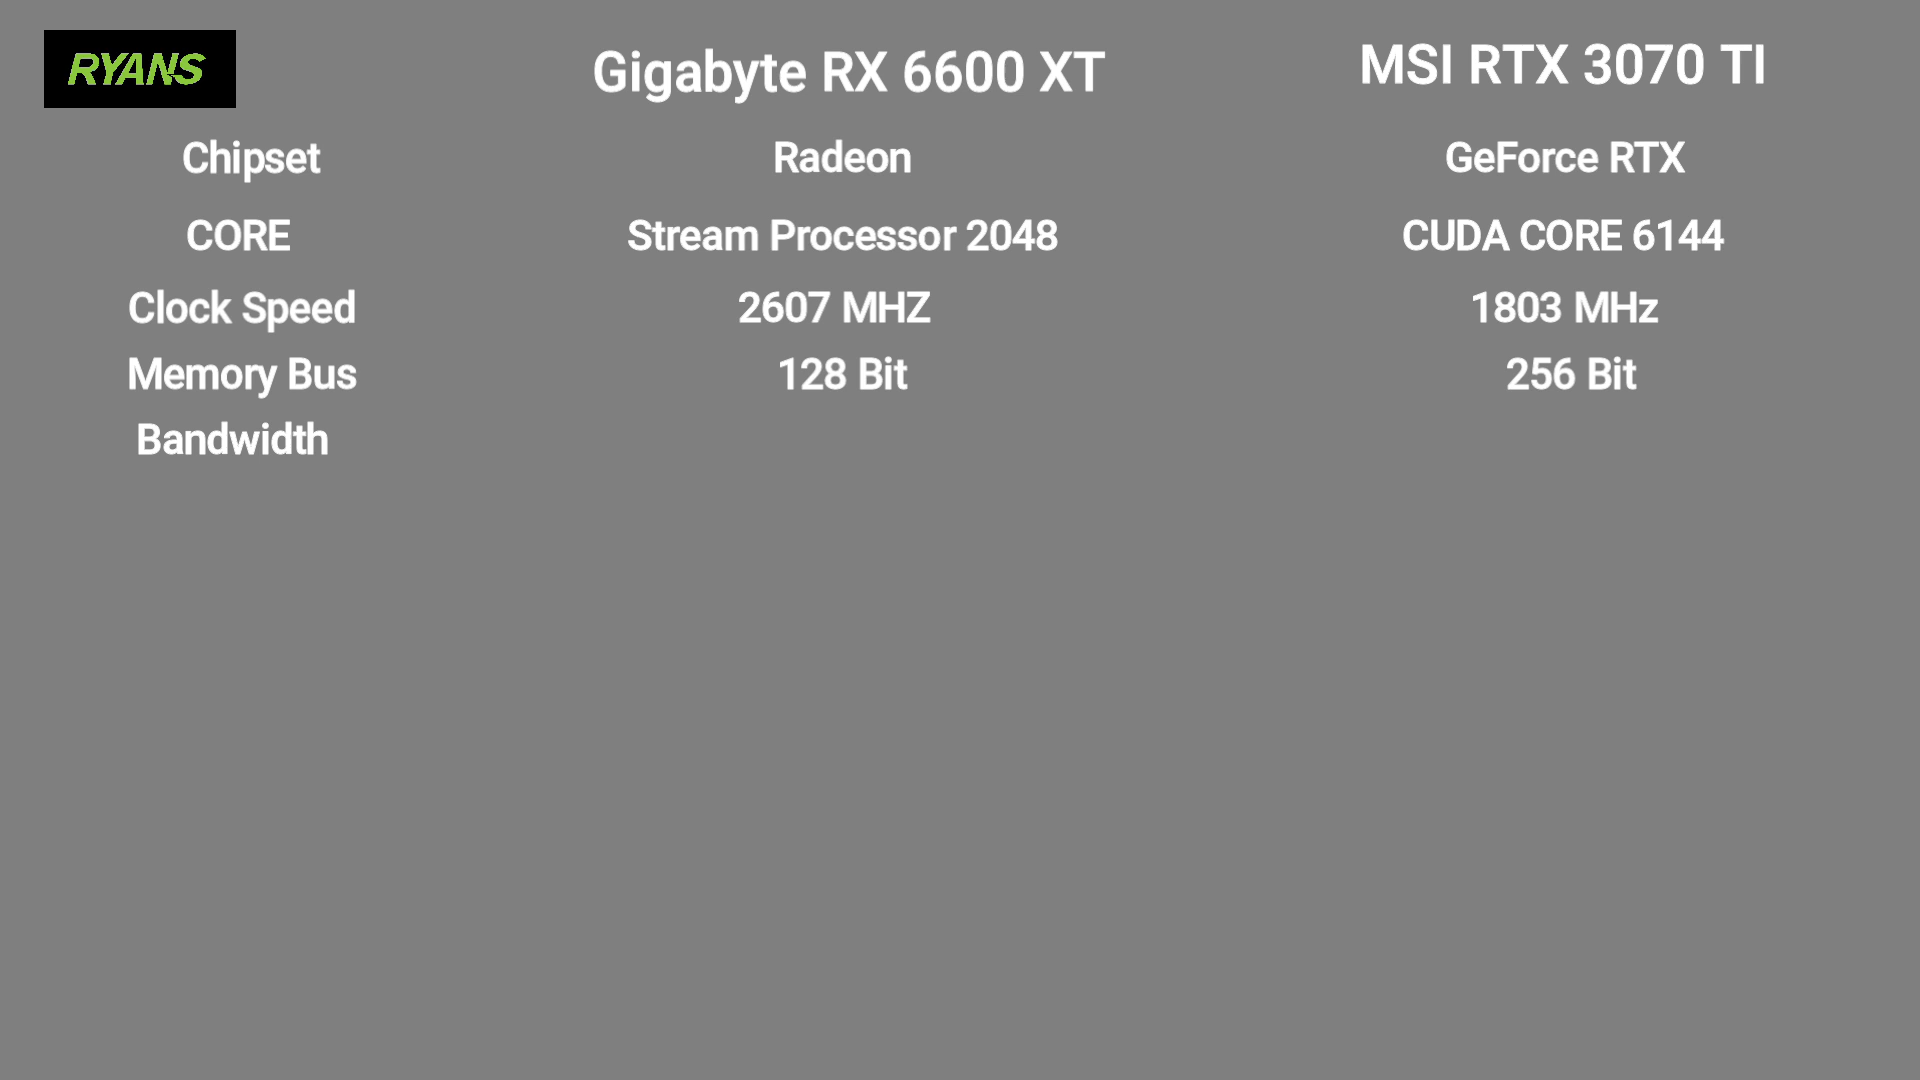 RYANS
Gigabyte RX 6600 XT
MSI RTX 3070 TI
Chipset
Radeon
GeForce RTX
CORE
Stream Processor 2048
CUDA CORE 6144
Clock Speed
2607 MHZ
1803 MHz
Memory Bus
128 Bit
256 Bit
Bandwidth